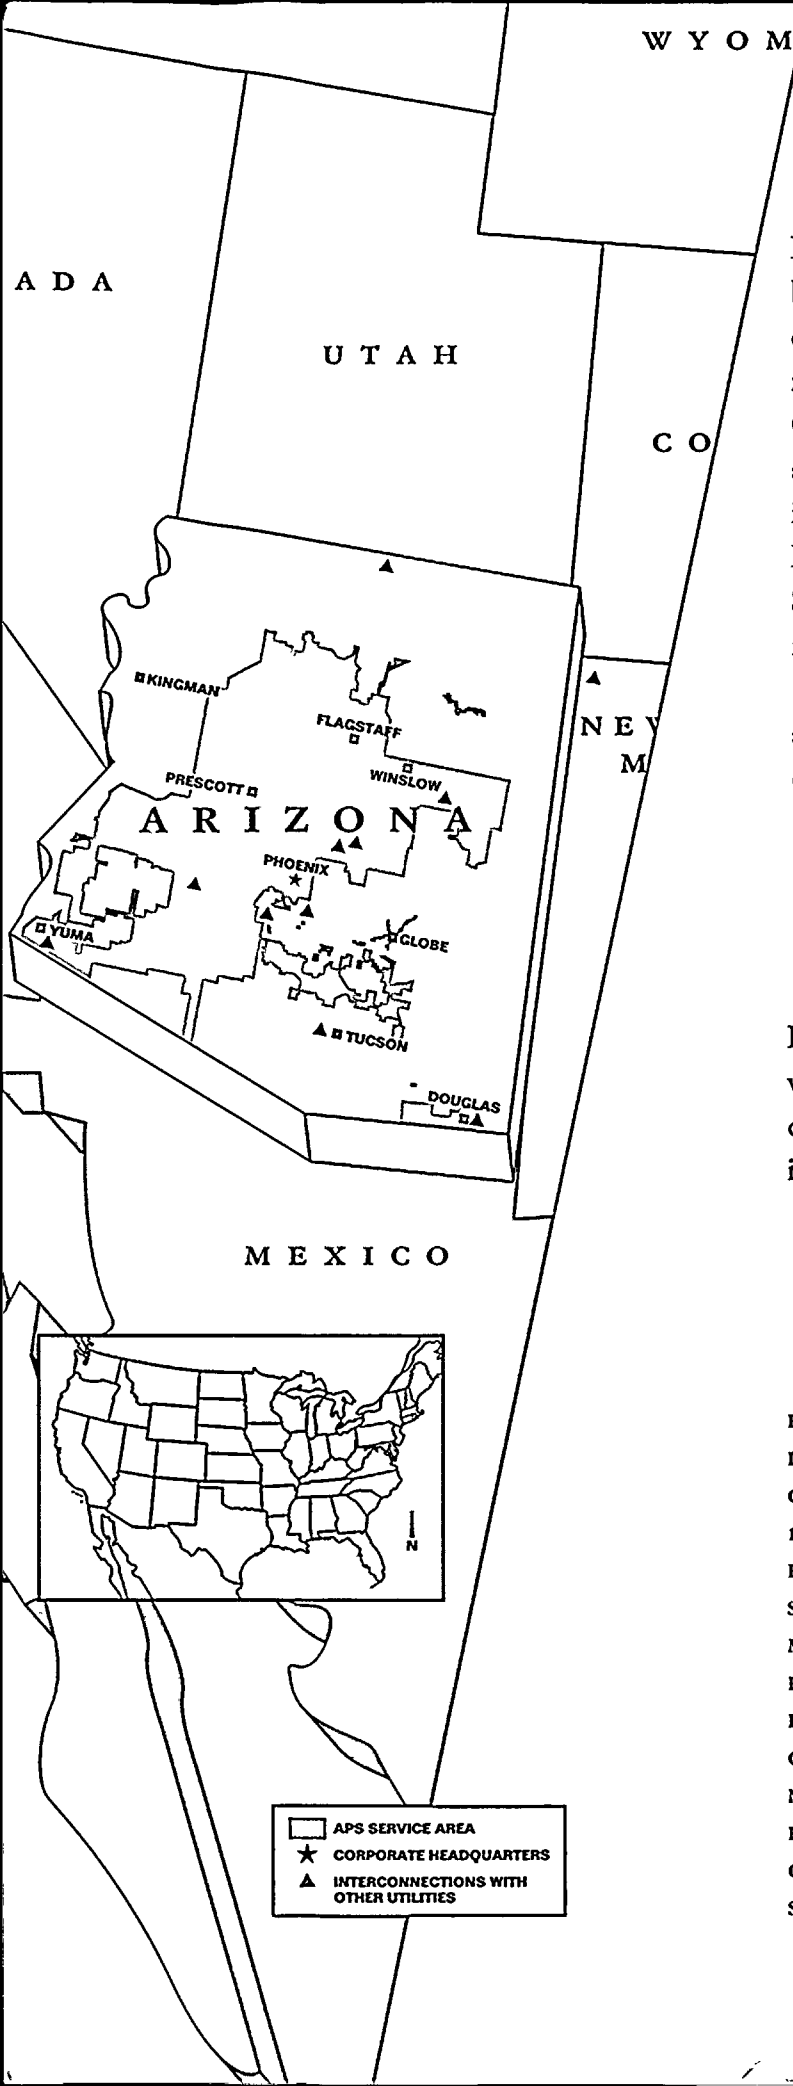 W Y O M
A D A
U T A H
C O
KINGMAN
FLAGSTAFF
N E
M
PRESCOTT
WINSLOW
A R I Z O N A
PHOENIX
YUMA
GLOBE
TUCSON
DOUGLAS
M E X I C O
N
APS SERVICE AREA
CORPORATE HEADQUARTERS
INTERCONNECTIONS WITH
OTHER UTILITIES